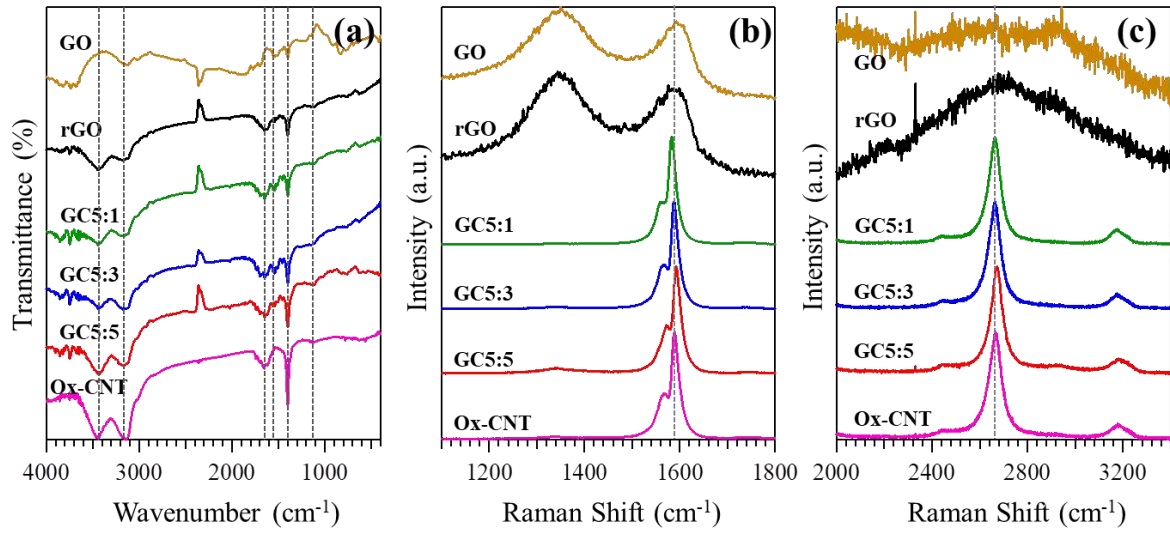 (a)
GO
rGO
GC5:1
GC5:3
GC5:5
Ox-CNT
Transmittance (%)
4000 3000 2000 1000
Wavenumber (cm-1)
(b)
GO
rGO
GC5:1
GC5:3
GC5:5
Ox-CNT
Intensity (a.u.)
1200 1400 1600 1800
Raman Shift (cm-1)
(c)
GO
rGO
GC5:1
GC5:3
GC5:5
Ox-CNT
Intensity (a.u.)
2000 2400 2800 3200
Raman Shift (cm-1)